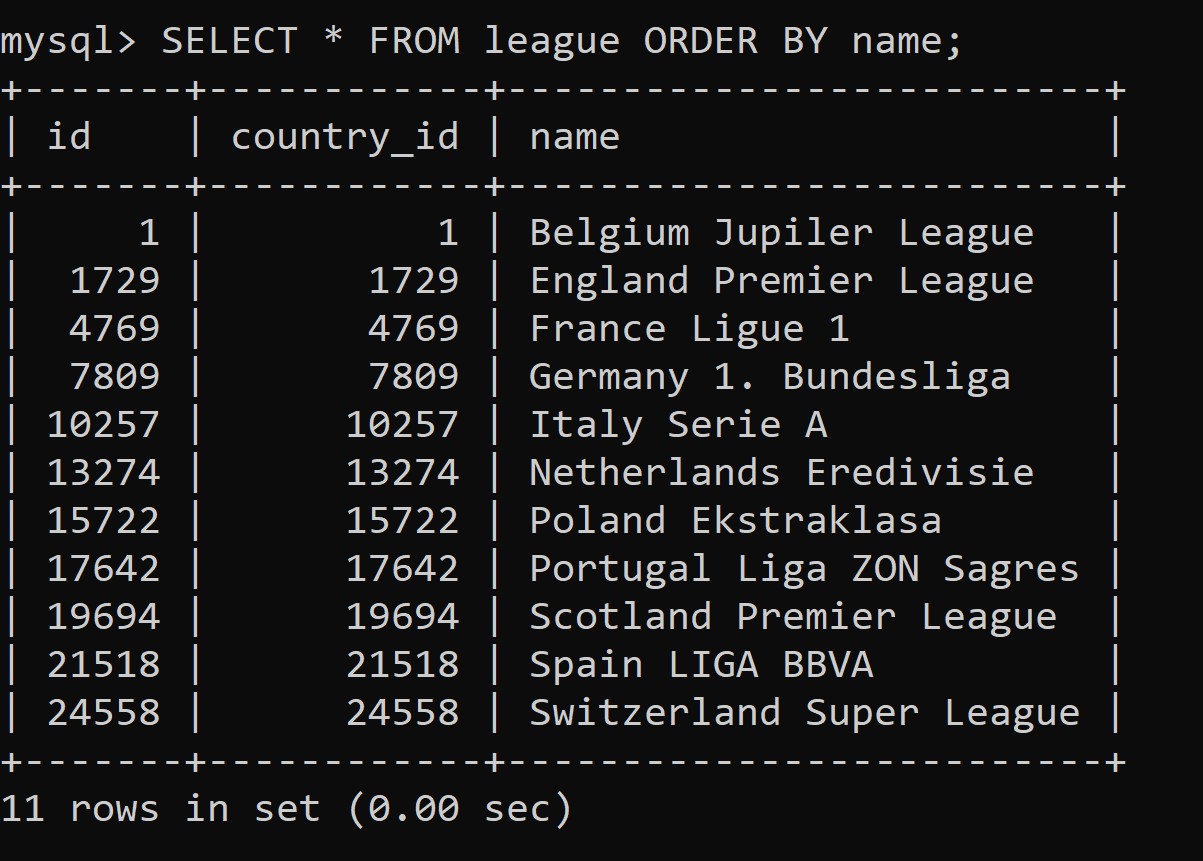 mysql> SELECT * FROM league ORDER BY name;
+-------+------------+--------------------------+
| id    | country_id | name                     |
+-------+------------+--------------------------+
|     1 |          1 | Belgium Jupiler League   |
|  1729 |       1729 | England Premier League   |
|  4769 |       4769 | France Ligue 1           |
|  7809 |       7809 | Germany 1. Bundesliga    |
| 10257 |      10257 | Italy Serie A            |
| 13274 |      13274 | Netherlands Eredivisie   |
| 15722 |      15722 | Poland Ekstraklasa       |
| 17642 |      17642 | Portugal Liga ZON Sagres |
| 19694 |      19694 | Scotland Premier League  |
| 21518 |      21518 | Spain LIGA BBVA          |
| 24558 |      24558 | Switzerland Super League |
+-------+------------+--------------------------+
11 rows in set (0.00 sec)